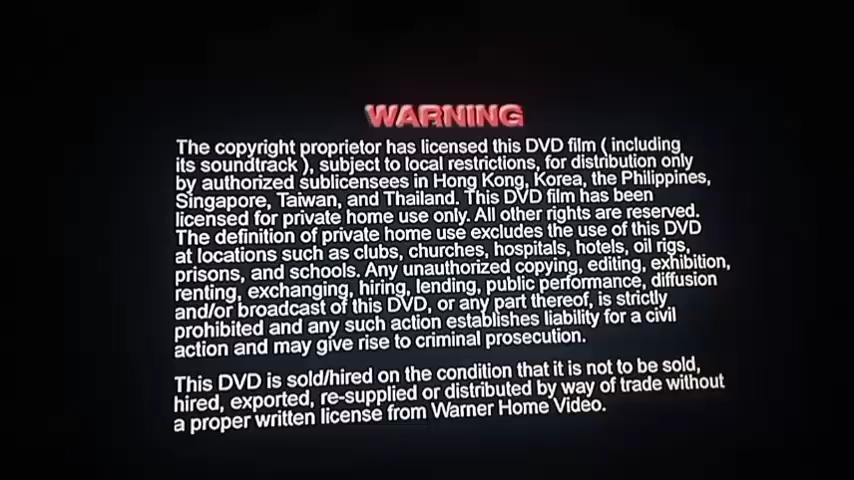 WARNING
The copyright proprietor has licensed this DVD film ( including
its soundtrack ), subject to local restrictions, for distribution only
by authorized sublicensees in Hong Kong, Korea, the Philippines,
Singapore, Taiwan, and Thailand. This DVD film has been
licensed for private home use only. All other rights are reserved.
The definition of private home use excludes the use of this DVD
at locations such as clubs, churches, hospitals, hotels, oil rigs,
prisons, and schools. Any unauthorized copying, editing, exhibition,
renting, exchanging, hiring, lending, public performance, diffusion
and/or broadcast of this DVD, or any part thereof, is strictly
prohibited and any such action establishes liability for a civil
action and may give rise to criminal prosecution.
This DVD is sold/hired on the condition that it is not to be sold,
hired, exported, re-supplied or distributed by way of trade without
a proper written license from Warner Home Video.